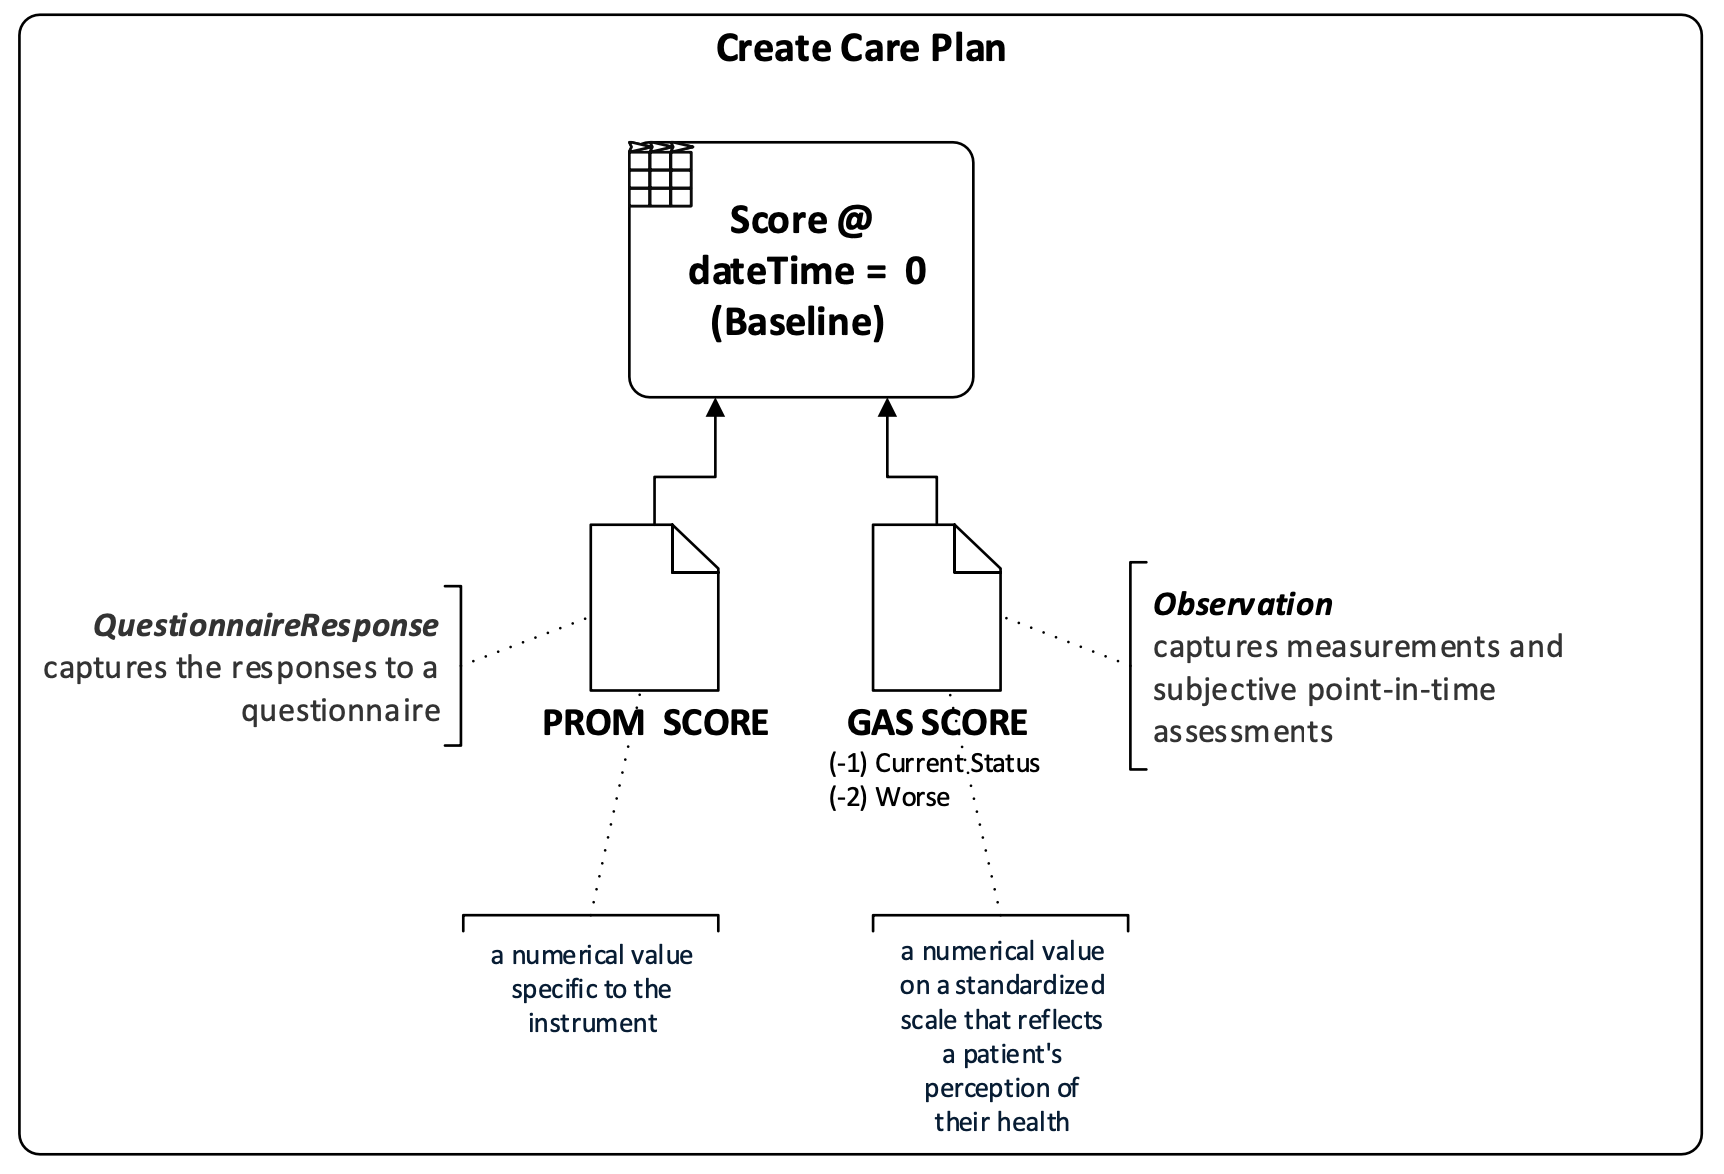 Create Care Plan
Score @
dateTime = 0
(Baseline)
QuestionnaireResponse
captures the responses to a
questionnaire
PROM SCORE
GAS SCORE
(-1) Current Status
(-2) Worse
Observation
captures measurements and
subjective point-in-time
assessments
a numerical value
specific to the
instrument
a numerical value
on a standardized
scale that reflects
a patient's
perception of
their health